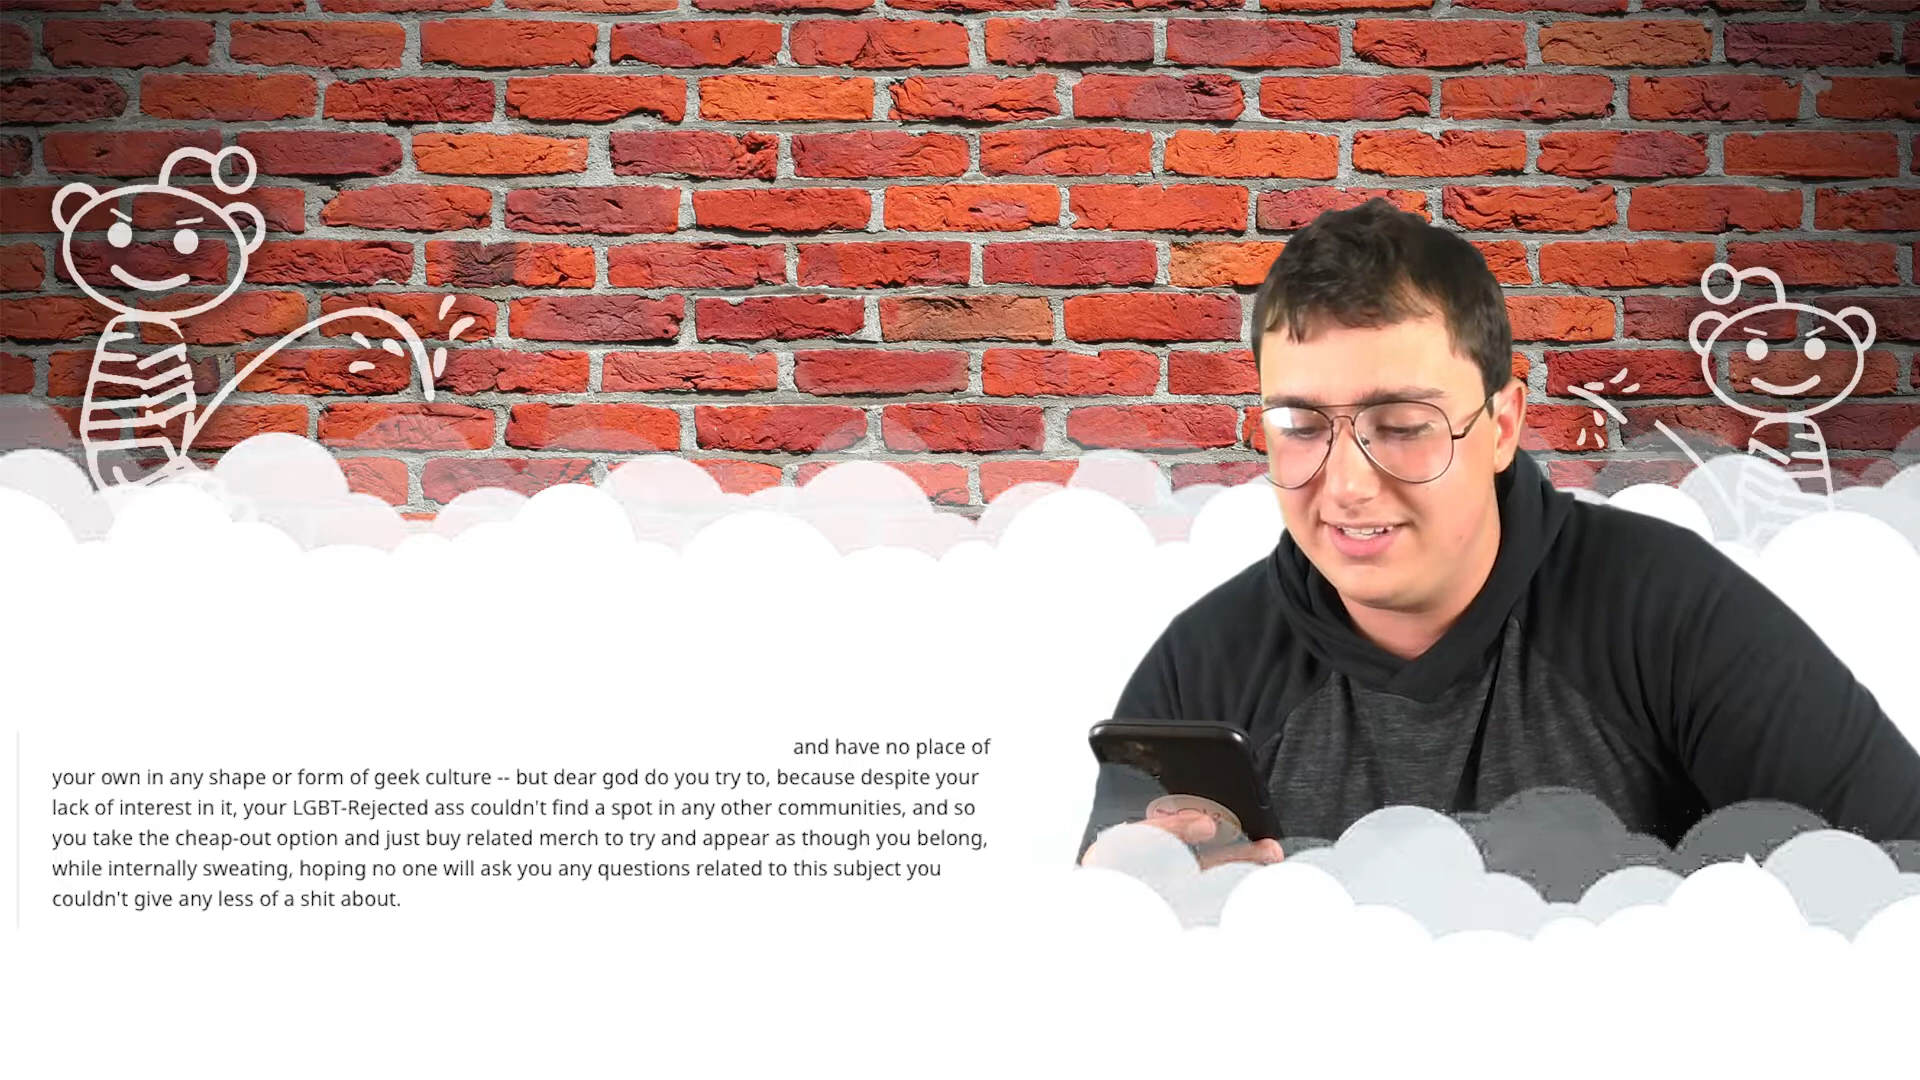 and have no place of
your own in any shape or form of geek culture -- but dear god do you try to, because despite your
lack of interest in it, your LGBT-Rejected ass couldn't find a spot in any other communities, and so
you take the cheap-out option and just buy related merch to try and appear as though you belong,
while internally sweating, hoping no one will ask you any questions related to this subject you
couldn't give any less of a shit about.